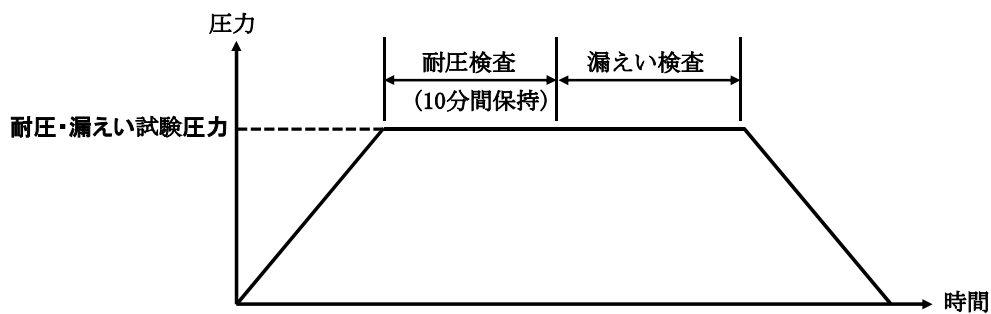 圧力
耐圧検査
漏えい検査
(10分間保持)
耐圧・漏えい試験圧力
時間